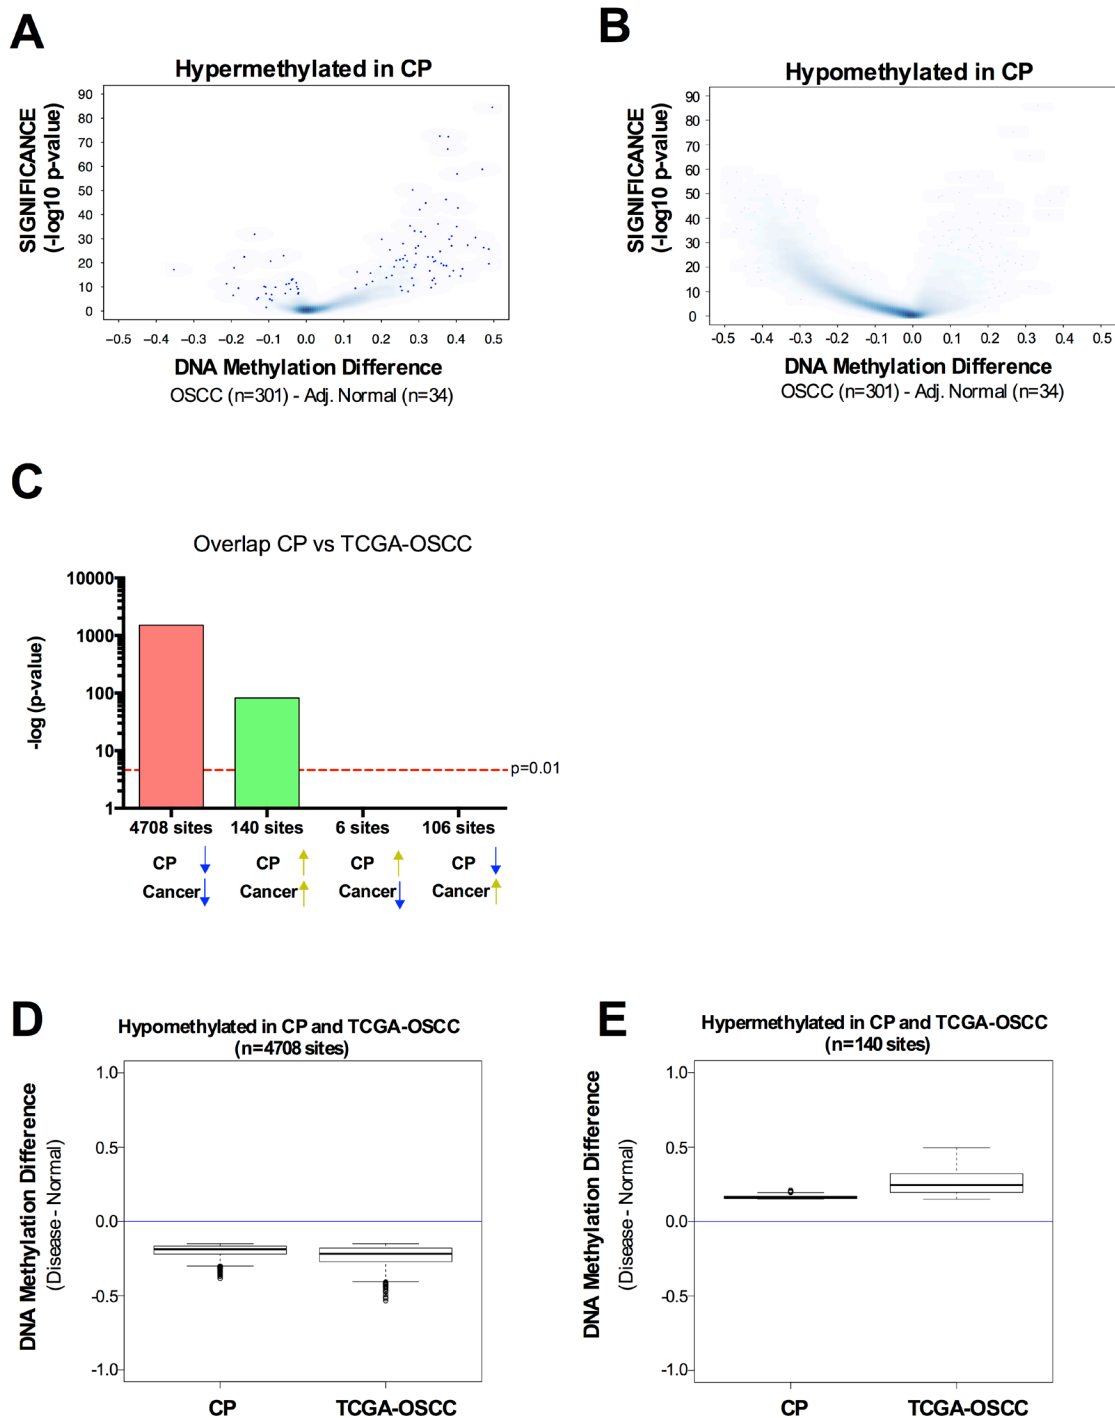 A
Hypermethylated in CP
SIGNIFICANCE
(-log10 p-value)
90
80
70
60
50
40
30
20
10
0
−0.5 −0.4 −0.3 −0.2 −0.1 0.0 0.1 0.2 0.3 0.4 0.5
DNA Methylation Difference
OSCC (n=301) - Adj. Normal (n=34)
B
Hypomethylated in CP
SIGNIFICANCE
(-log10 p-value)
90
80
70
60
50
40
30
20
10
0
-0.5 -0.4 -0.3 -0.2 -0.1 0.0 0.1 0.2 0.3 0.4 0.5
DNA Methylation Difference
OSCC (n=301) - Adj. Normal (n=34)
C
Overlap CP vs TCGA-OSCC
-log (p-value)
10000
1000
100
10
1
p=0.01
4708 sites 140 sites 6 sites 106 sites
CP ↓ CP ↑ CP ↑ CP ↓
Cancer ↓ Cancer ↑ Cancer ↓ Cancer ↑
D
Hypomethylated in CP and TCGA-OSCC
(n=4708 sites)
DNA Methylation Difference
(Disease - Normal)
1.0
0.5
0.0
-0.5
-1.0
CP TCGA-OSCC
E
Hypermethylated in CP and TCGA-OSCC
(n=140 sites)
DNA Methylation Difference
(Disease - Normal)
1.0
0.5
0.0
-0.5
-1.0
CP TCGA-OSCC